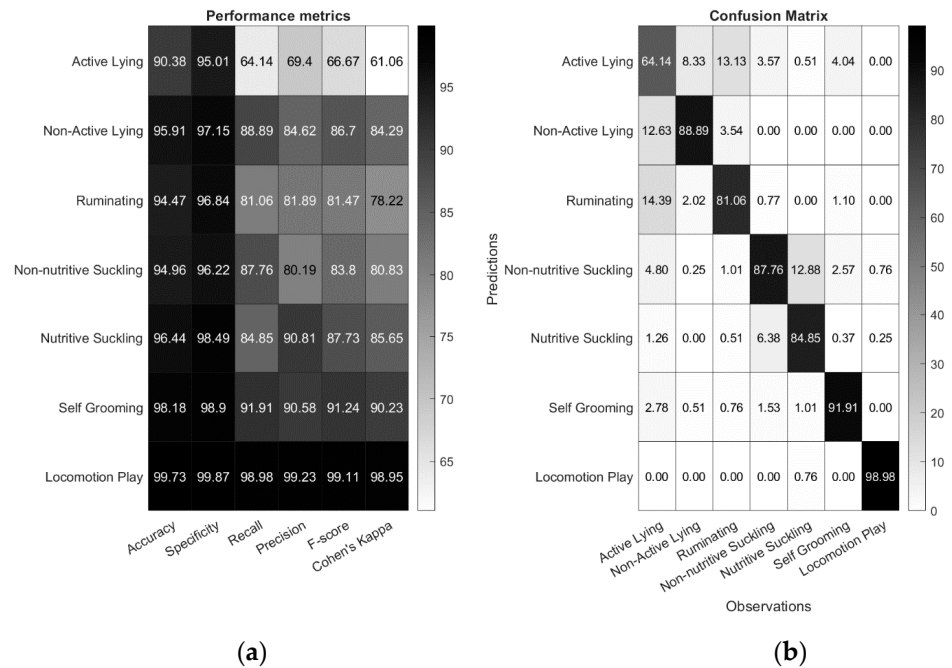 Performance metrics
Active Lying 90.38 95.01 64.14 69.4 66.67 61.06
Non-Active Lying 95.91 97.15 88.89 84.62 86.7 84.29
Ruminating 94.47 96.84 81.06 81.89 81.47 78.22
Non-nutritive Suckling 94.96 96.22 87.76 80.19 83.8 80.83
Nutritive Suckling 96.44 98.49 84.85 90.81 87.73 85.65
Self Grooming 98.18 98.9 91.91 90.58 91.24 90.23
Locomotion Play 99.73 99.87 98.98 99.23 99.11 98.95
Accuracy
Specificity
Recall
Precision
F-score
Cohen's Kappa
95
90
85
80
75
70
65
(a)
Confusion Matrix
Predictions
Active Lying 64.14 8.33 13.13 3.57 0.51 4.04 0.00
Non-Active Lying 12.63 88.89 3.54 0.00 0.00 0.00 0.00
Ruminating 14.39 2.02 81.06 0.77 0.00 1.10 0.00
Non-nutritive Suckling 4.80 0.25 1.01 87.76 12.88 2.57 0.76
Nutritive Suckling 1.26 0.00 0.51 6.38 84.85 0.37 0.25
Self Grooming 2.78 0.51 0.76 1.53 1.01 91.91 0.00
Locomotion Play 0.00 0.00 0.00 0.00 0.76 0.00 98.98
Active Lying
Non-Active Lying
Ruminating
Non-nutritive Suckling
Nutritive Suckling
Self Grooming
Locomotion Play
Observations
90
80
70
60
50
40
30
20
10
0
(b)